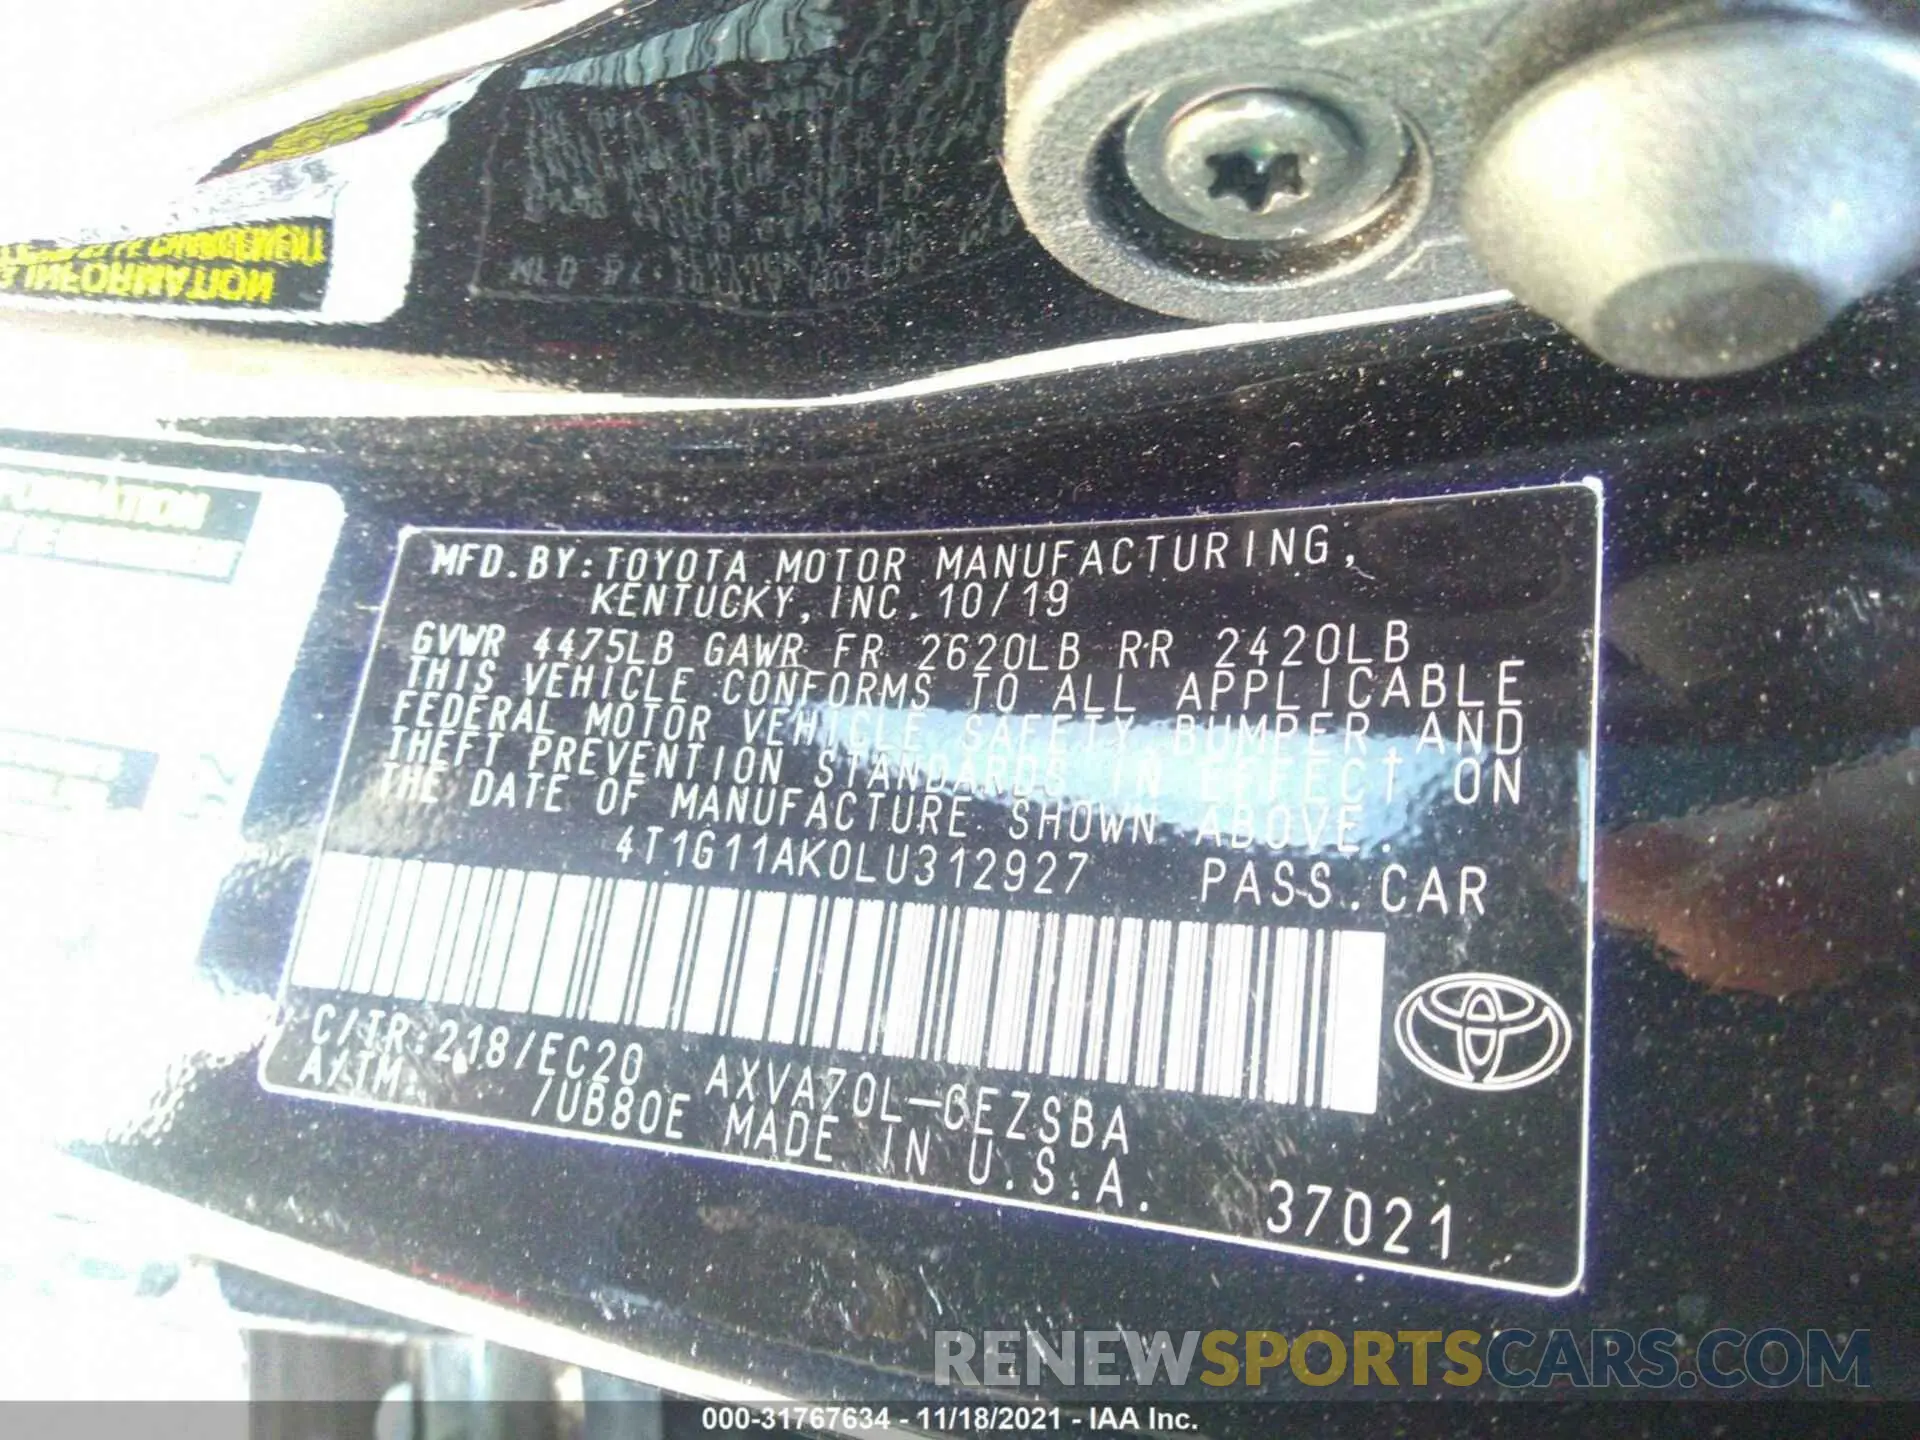 INFORMATION
FORMATION
MFD.BY:TOYOTA MOTOR MANUFACTURING,
KENTUCKY, INC. 10/19
GVWR 4475LB GAWR FR 2620LB RR 2420LB
THIS VEHICLE CONFORMS TO ALL APPLICABLE
FEDERAL MOTOR VEHICLE SAFETY, BUMPER, AND
THEFT PREVENTION STANDARDS IN EFFECT ON
THE DATE OF MANUFACTURE SHOWN ABOVE.
4T1G11AK0LU312927 PASS.CAR
C/TR:218/EC20 AXVA70L-CEZSBA
A/TM: /UB80E MADE IN U.S.A.
37021
RENEWSPORTSCARS.COM
000-31767634 - 11/18/2021 - IAA Inc.